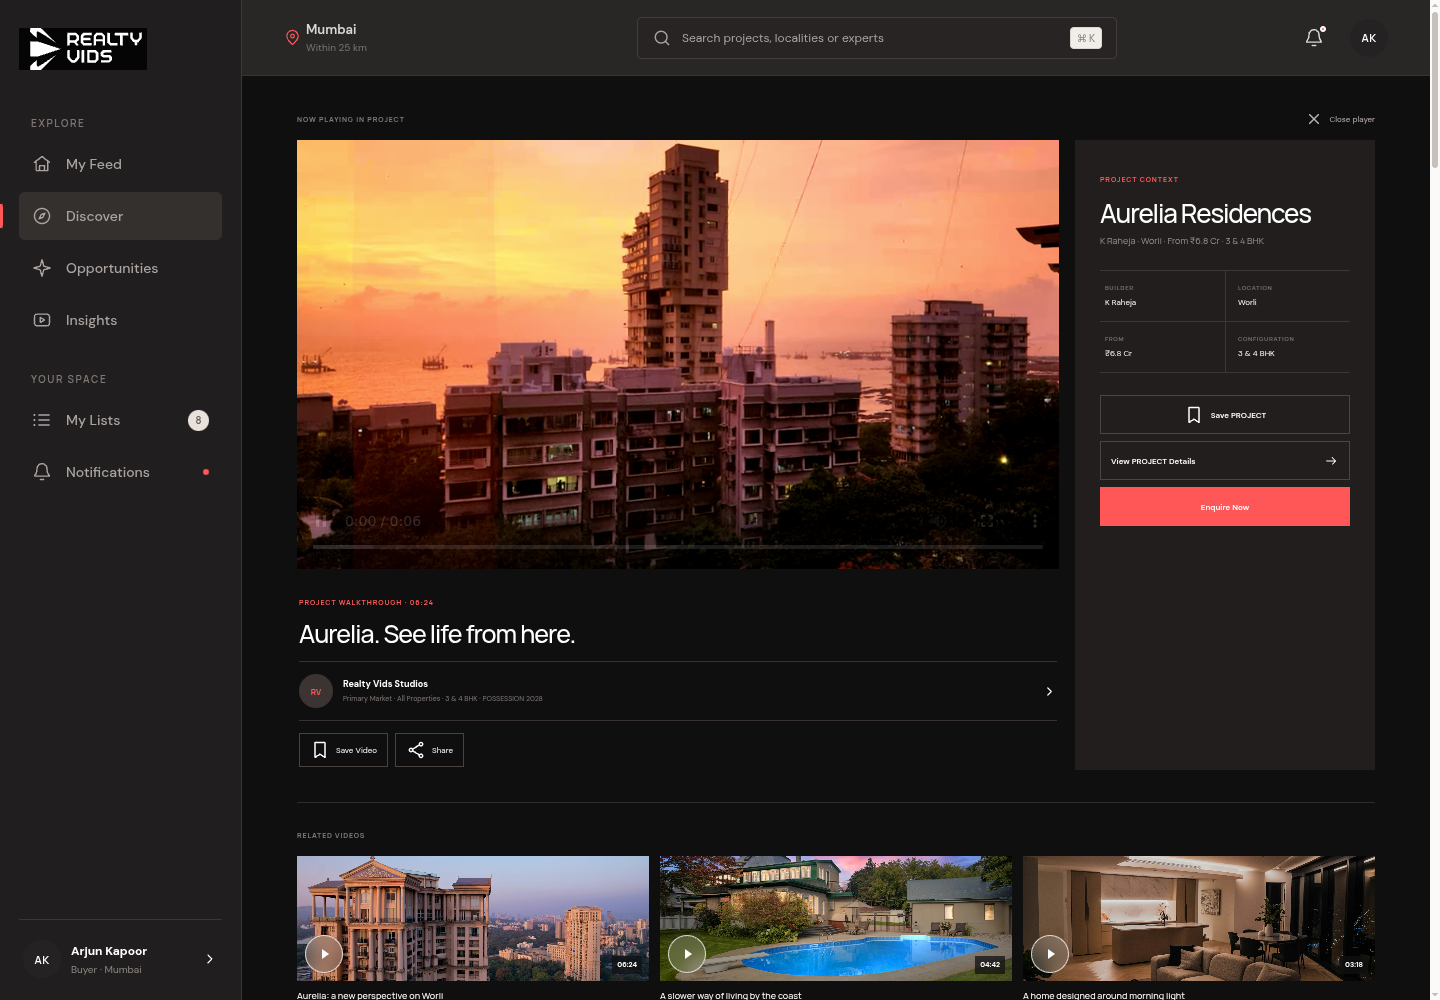 REALTY
VIDS
EXPLORE
My Feed
Discover
Opportunities
Insights
YOUR SPACE
My Lists
8
Notifications
Arjun Kapoor
AK
Buyer · Mumbai
Mumbai
Within 25 km
Search projects, localities or experts
⌘ K
AK
NOW PLAYING IN PROJECT
Close player
0:00 / 0:06
PROJECT WALKTHROUGH · 06:24
Aurelia. See life from here.
RV
Realty Vids Studios
Primary Market · All Properties · 3 & 4 BHK · POSSESSION 2028
Save Video
Share
PROJECT CONTEXT
Aurelia Residences
K Raheja · Worli · From ₹6.8 Cr · 3 & 4 BHK
BUILDER
K Raheja
LOCATION
Worli
FROM
₹6.8 Cr
CONFIGURATION
3 & 4 BHK
Save PROJECT
View PROJECT Details
Enquire Now
RELATED VIDEOS
06:24
Aurelia: a new perspective on Worli
04:42
A slower way of living by the coast
03:18
A home designed around morning light